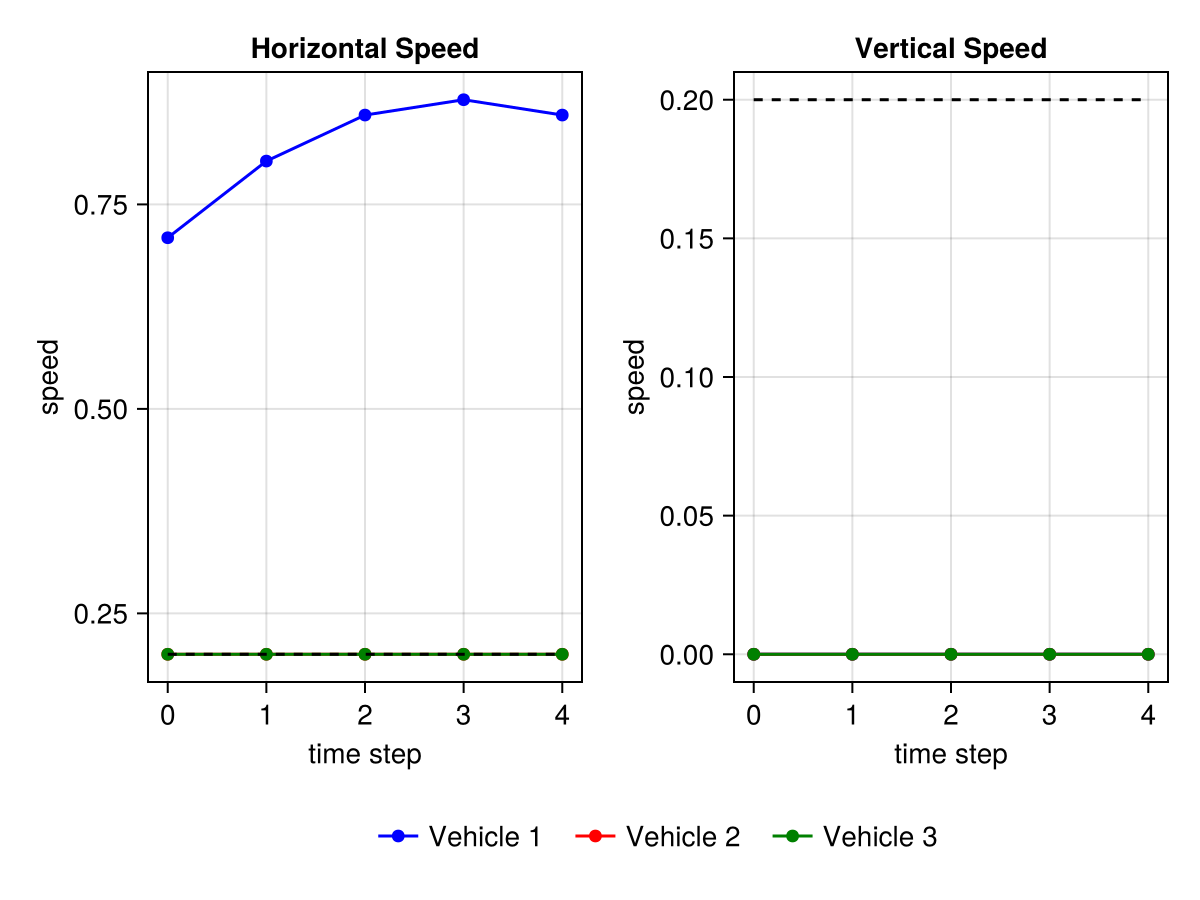 Horizontal Speed
speed
0.75
0.50
0.25
0 1 2 3 4
time step
Vertical Speed
speed
0.20
0.15
0.10
0.05
0.00
0 1 2 3 4
time step
Vehicle 1 Vehicle 2 Vehicle 3